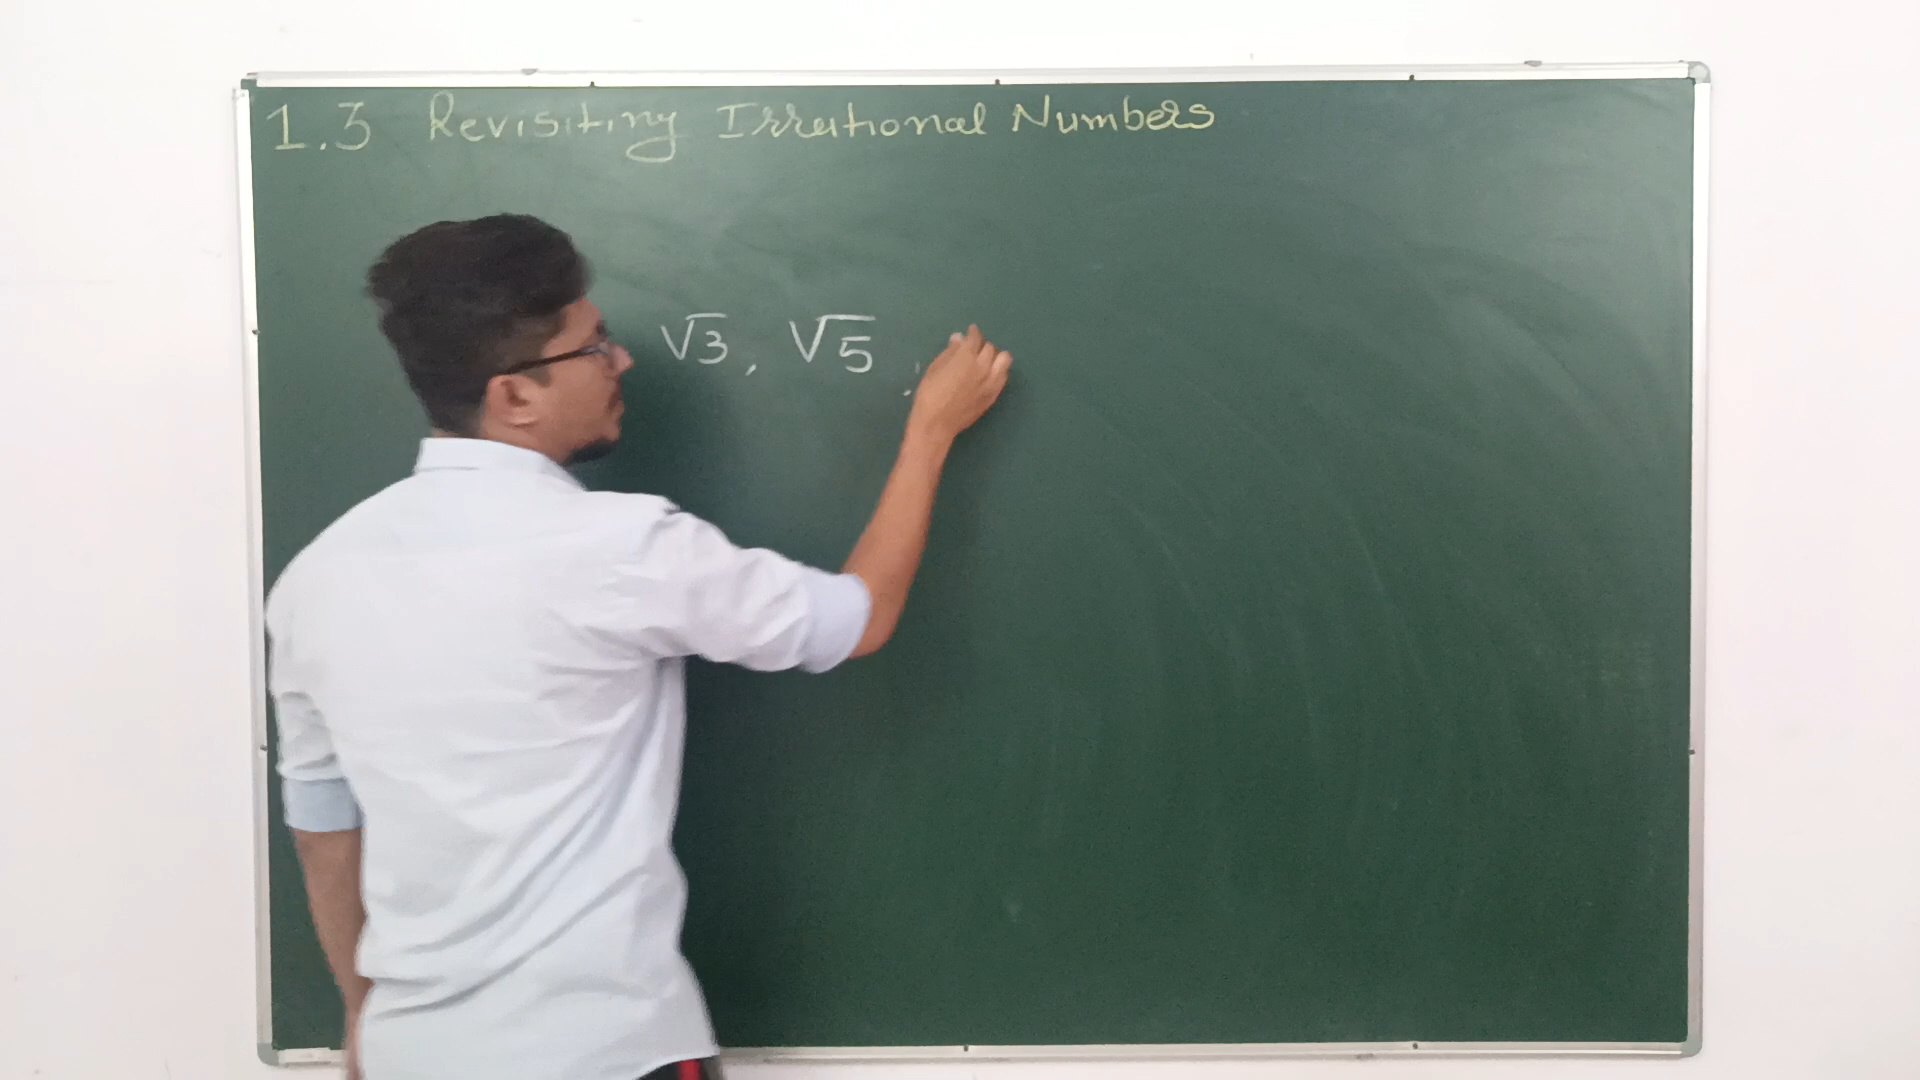 1.3 Revisiting Irrational Numbers
√3, √5,